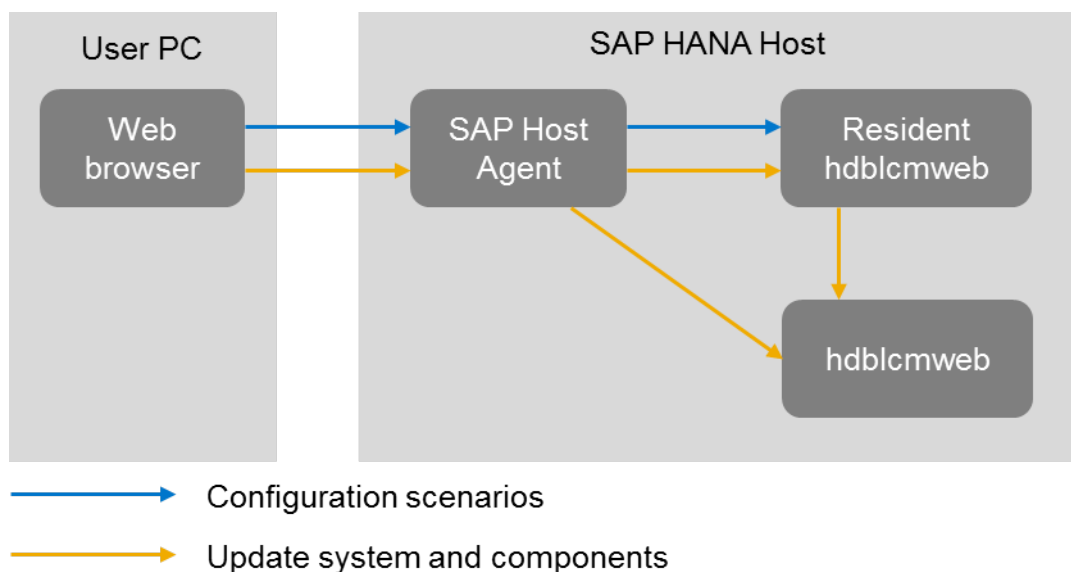 User PC
SAP HANA Host
Web
browser
SAP Host
Agent
Resident
hdblcmweb
hdblcmweb
Configuration scenarios
Update system and components